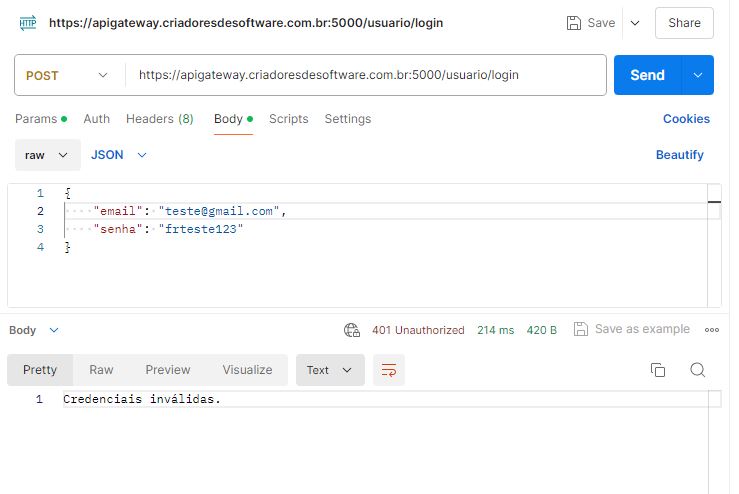 HTTP https://apigateway.criadoresdesoftware.com.br:5000/usuario/login Save Share
POST https://apigateway.criadoresdesoftware.com.br:5000/usuario/login Send
Params Auth Headers (8) Body Scripts Settings Cookies
raw JSON Beautify
1 {
2 "email": "teste@gmail.com",
3 "senha": "frteste123"
4 }
Body 401 Unauthorized 214 ms 420 B Save as example
Pretty Raw Preview Visualize Text
1 Credenciais inválidas.